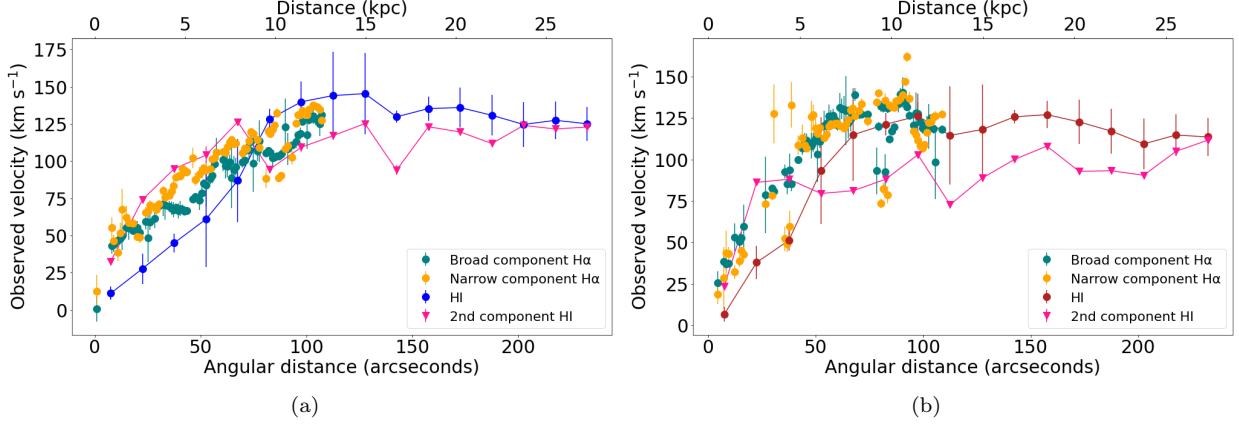 Distance (kpc)
0 5 10 15 20 25
Observed velocity (km s⁻¹)
175
150
125
100
75
50
25
0
Broad component Hα
Narrow component Hα
HI
2nd component HI
0 50 100 150 200
Angular distance (arcseconds)
(a)
Distance (kpc)
0 5 10 15 20 25
Observed velocity (km s⁻¹)
150
125
100
75
50
25
0
Broad component Hα
Narrow component Hα
HI
2nd component HI
0 50 100 150 200
Angular distance (arcseconds)
(b)